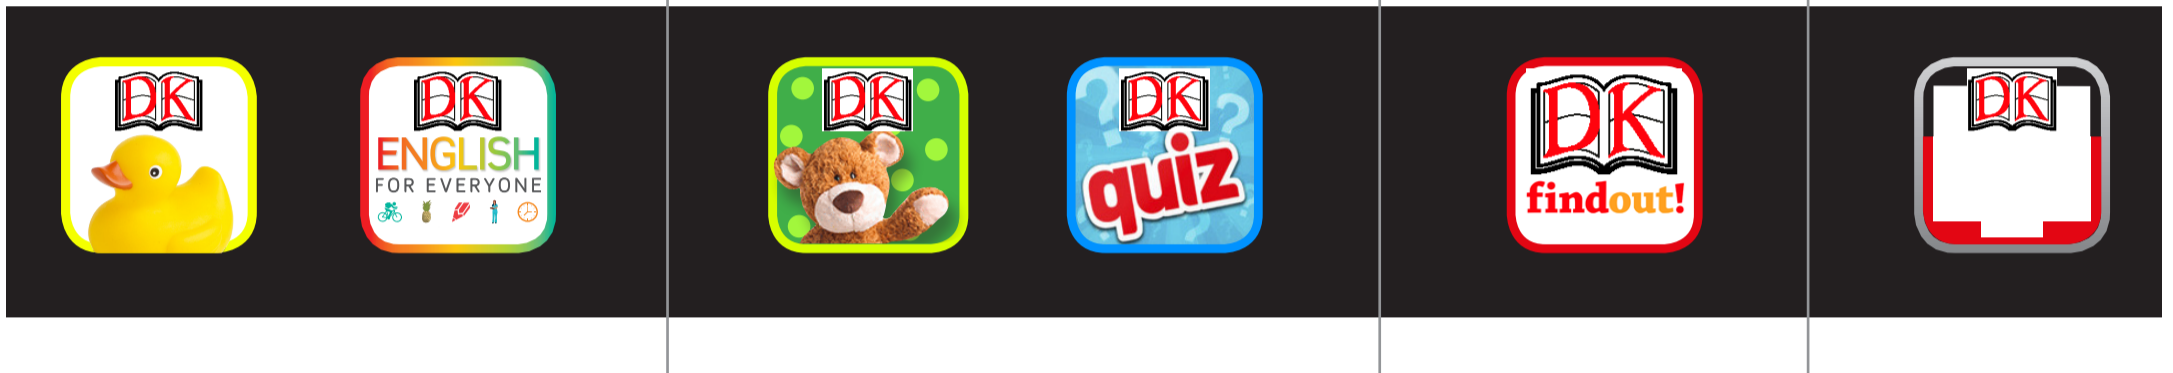 DK
DK
ENGLISH
FOR EVERYONE
DK
DK
quiz
DK
findout!
DK